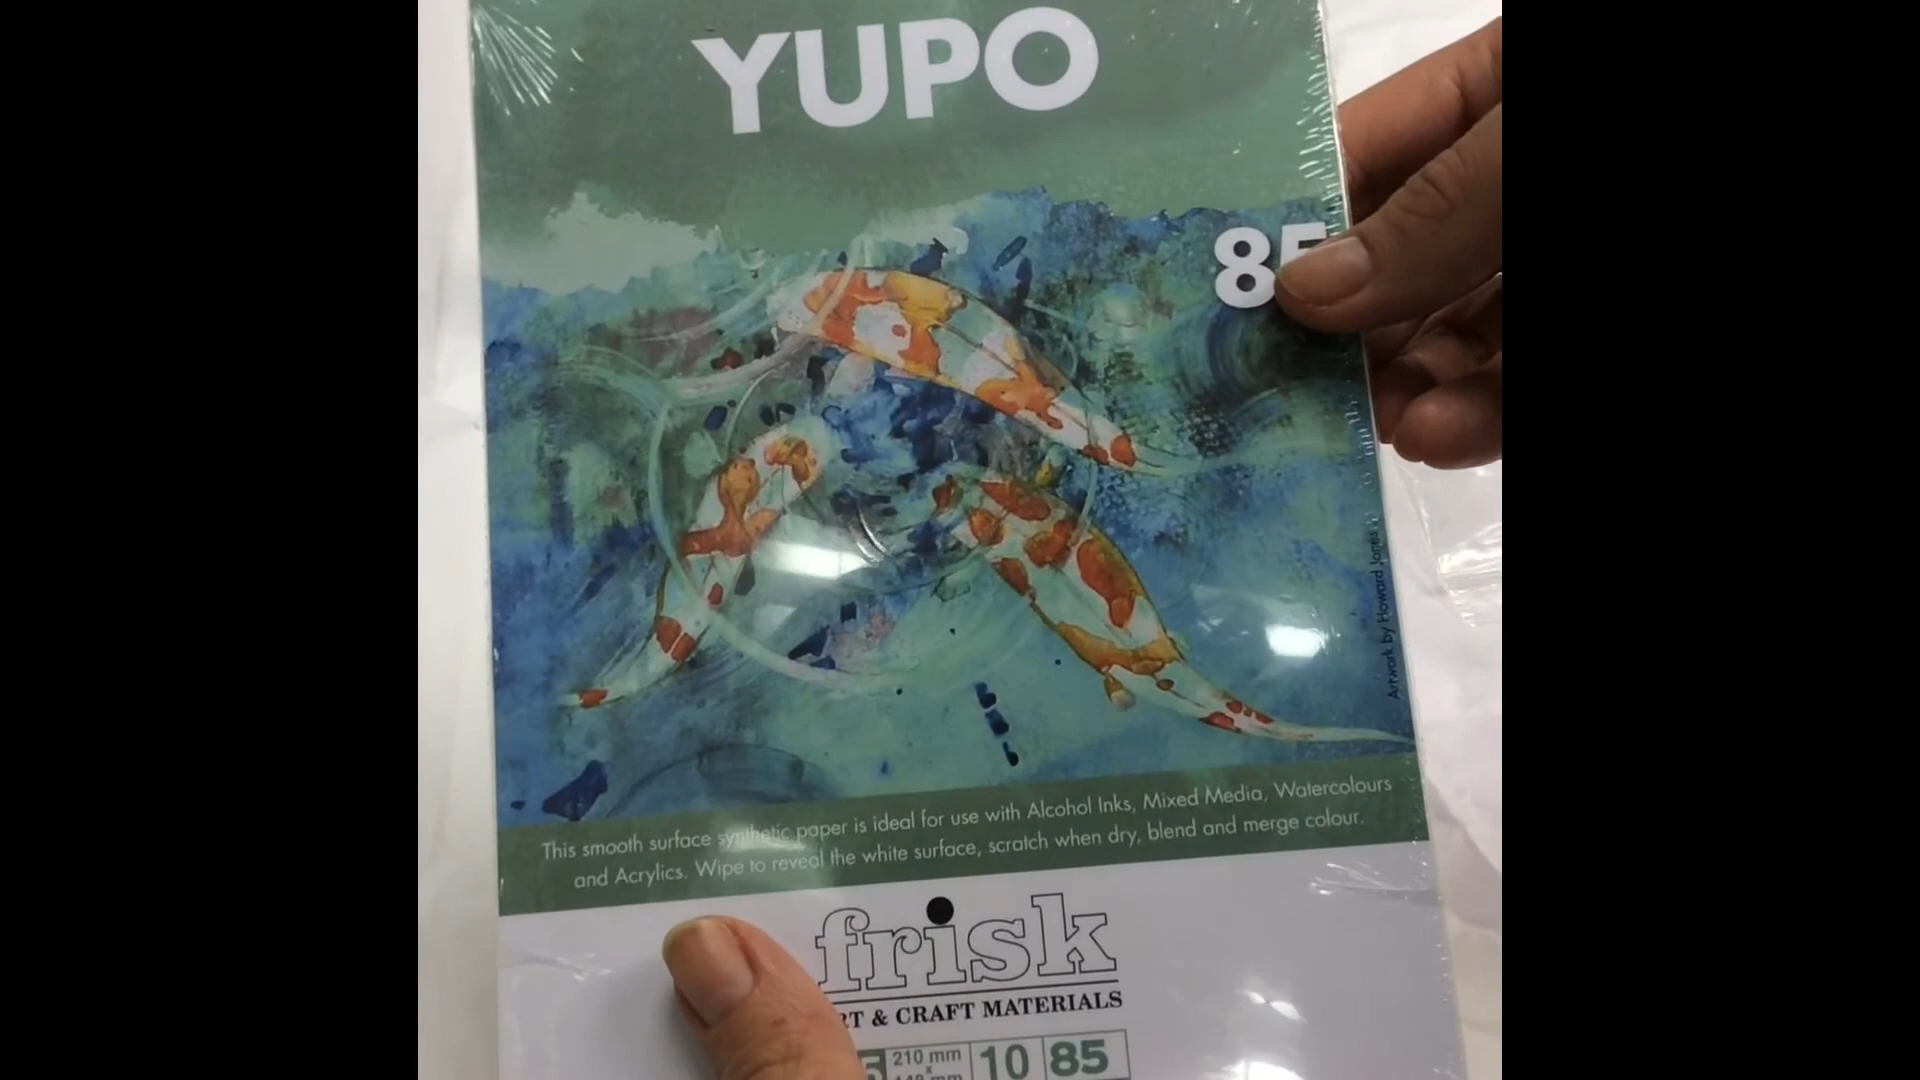 YUPO
85
Artwork by Howard Jones
This smooth surface synthetic paper is ideal for use with Alcohol Inks, Mixed Media, Watercolours
and Acrylics. Wipe to reveal the white surface, scratch when dry, blend and merge colour.
frisk
& CRAFT MATERIALS
210 mm 10 85
x
mm